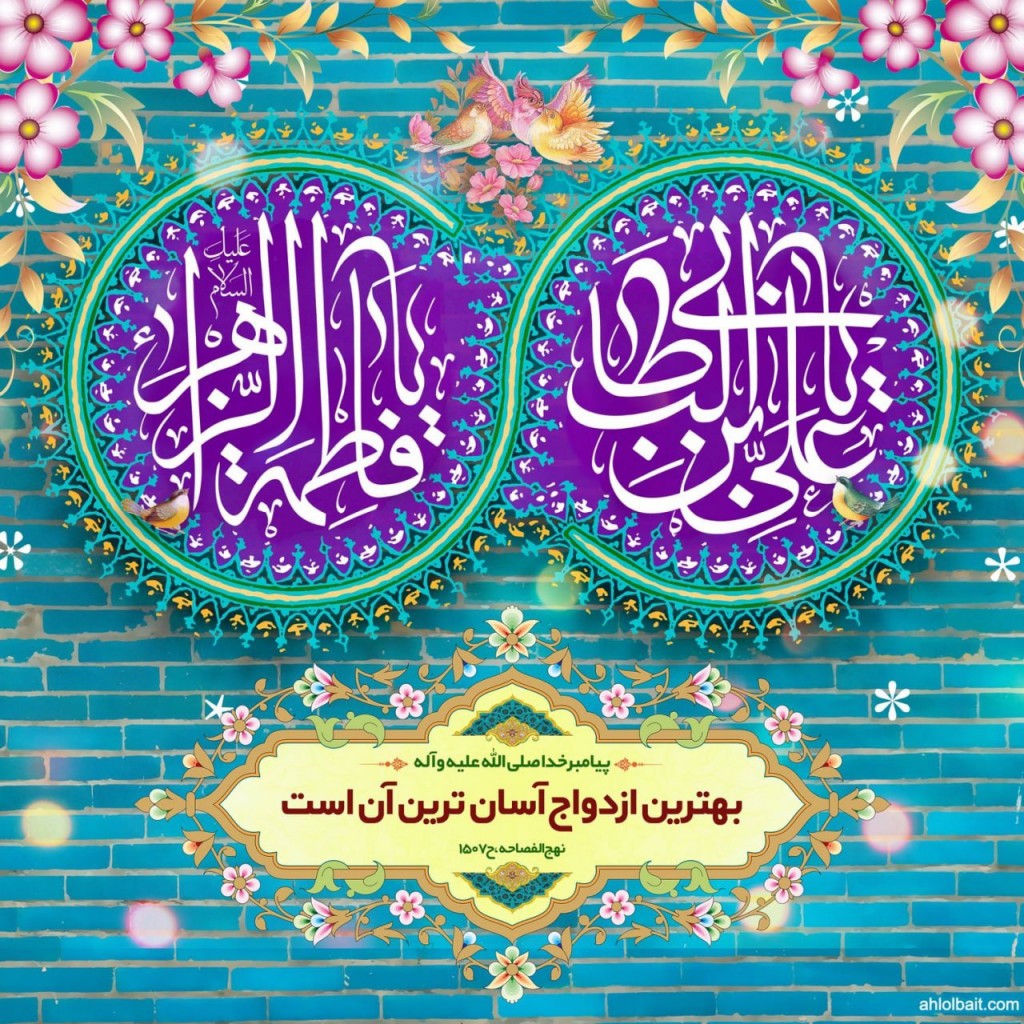 یا علی بن ابی طالب
یا فاطمة الزهراء
علیها السلام
پیامبر خدا صلی الله علیه و آله
بهترین ازدواج آسان ترین آن است
نهج الفصاحه، ح۱۵۰۷
ahlolbait.com